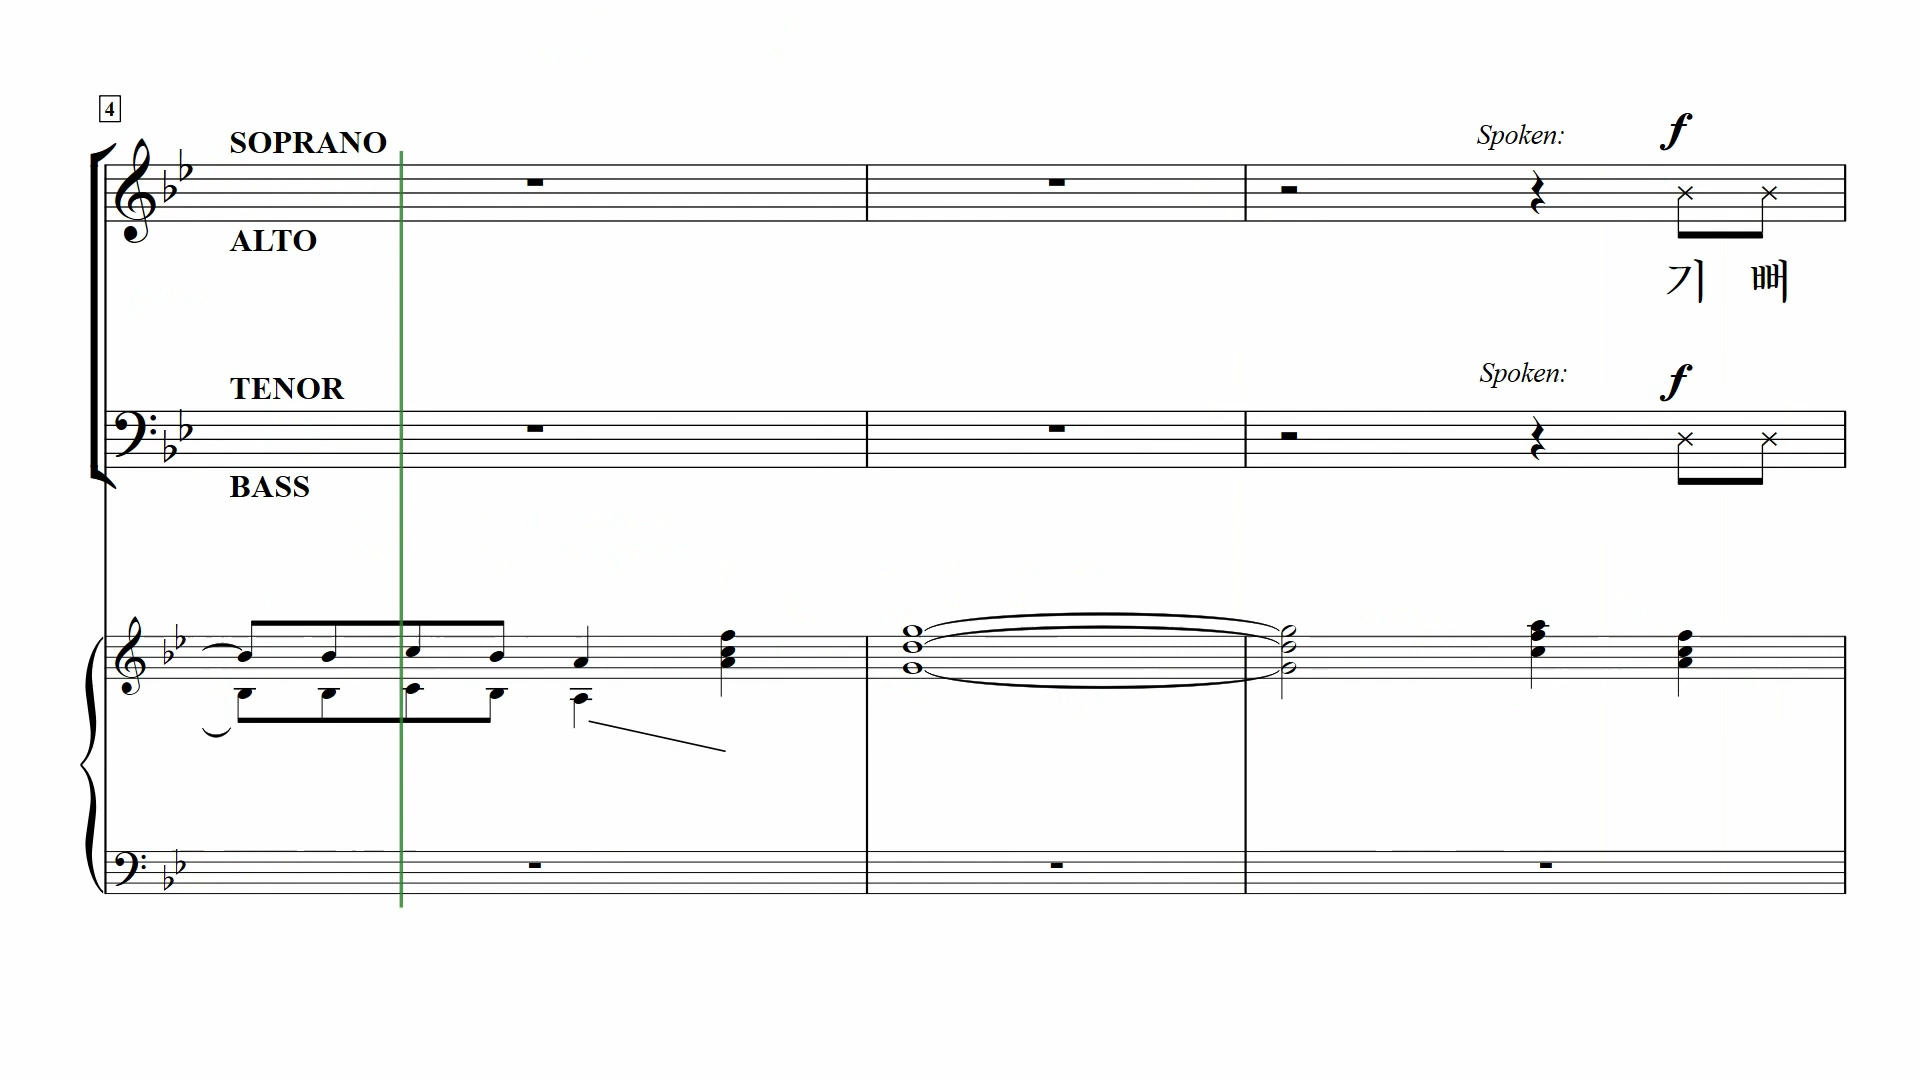 4
SOPRANO
Spoken: f
ALTO
기 뻐
TENOR
Spoken: f
BASS